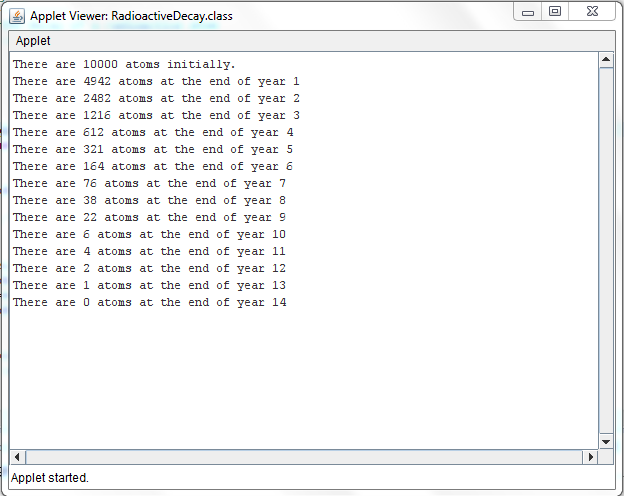 Applet Viewer: RadioactiveDecay.class
Applet
There are 10000 atoms initially.
There are 4942 atoms at the end of year 1
There are 2482 atoms at the end of year 2
There are 1216 atoms at the end of year 3
There are 612 atoms at the end of year 4
There are 321 atoms at the end of year 5
There are 164 atoms at the end of year 6
There are 76 atoms at the end of year 7
There are 38 atoms at the end of year 8
There are 22 atoms at the end of year 9
There are 6 atoms at the end of year 10
There are 4 atoms at the end of year 11
There are 2 atoms at the end of year 12
There are 1 atoms at the end of year 13
There are 0 atoms at the end of year 14
Applet started.